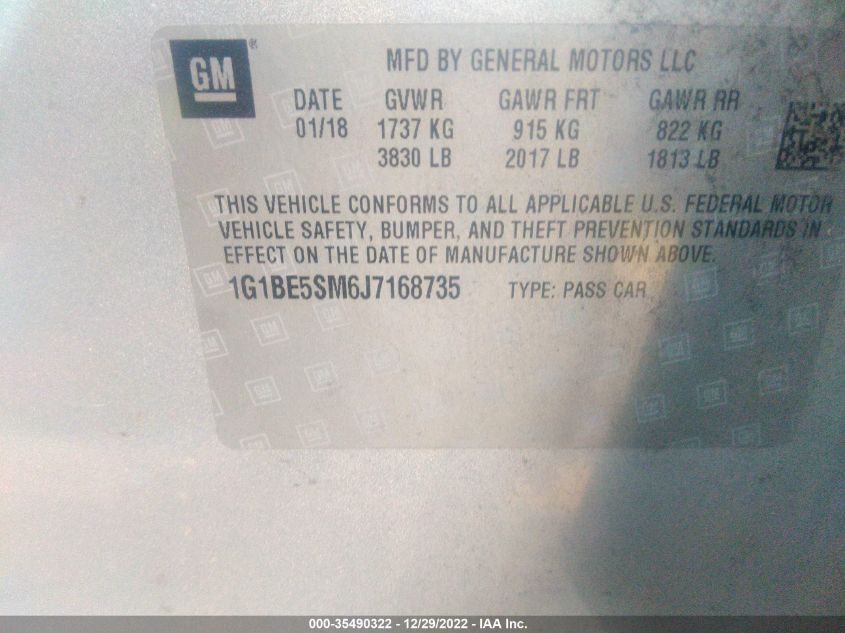 GM®
MFD BY GENERAL MOTORS LLC
DATE GVWR GAWR FRT GAWR RR
01/18 1737 KG 915 KG 822 KG
3830 LB 2017 LB 1813 LB
THIS VEHICLE CONFORMS TO ALL APPLICABLE U.S. FEDERAL MOTOR
VEHICLE SAFETY, BUMPER, AND THEFT PREVENTION STANDARDS IN
EFFECT ON THE DATE OF MANUFACTURE SHOWN ABOVE.
1G1BE5SM6J7168735 TYPE: PASS CAR
000-35490322 - 12/29/2022 - IAA Inc.